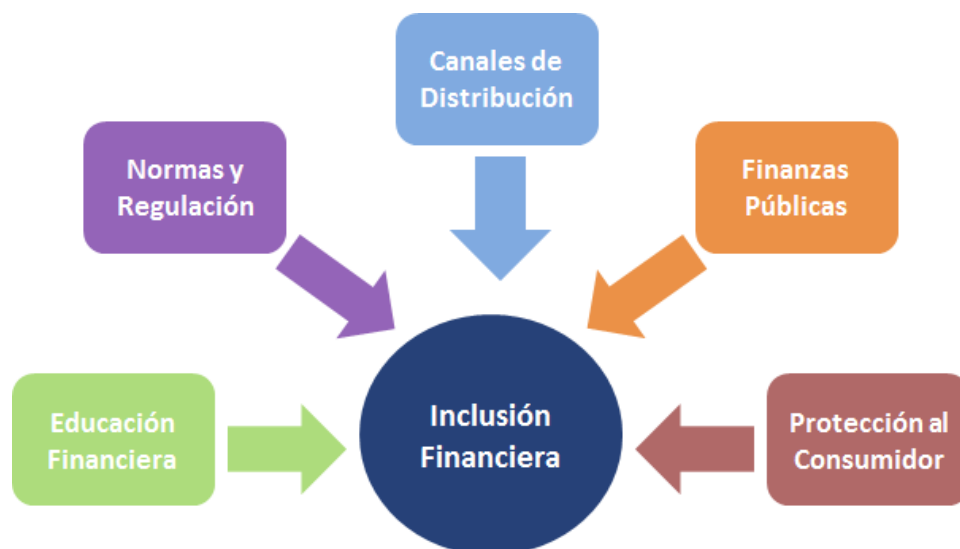 Canales de
Distribución
Normas y
Regulación
Finanzas
Públicas
Educación
Financiera
Inclusión
Financiera
Protección al
Consumidor